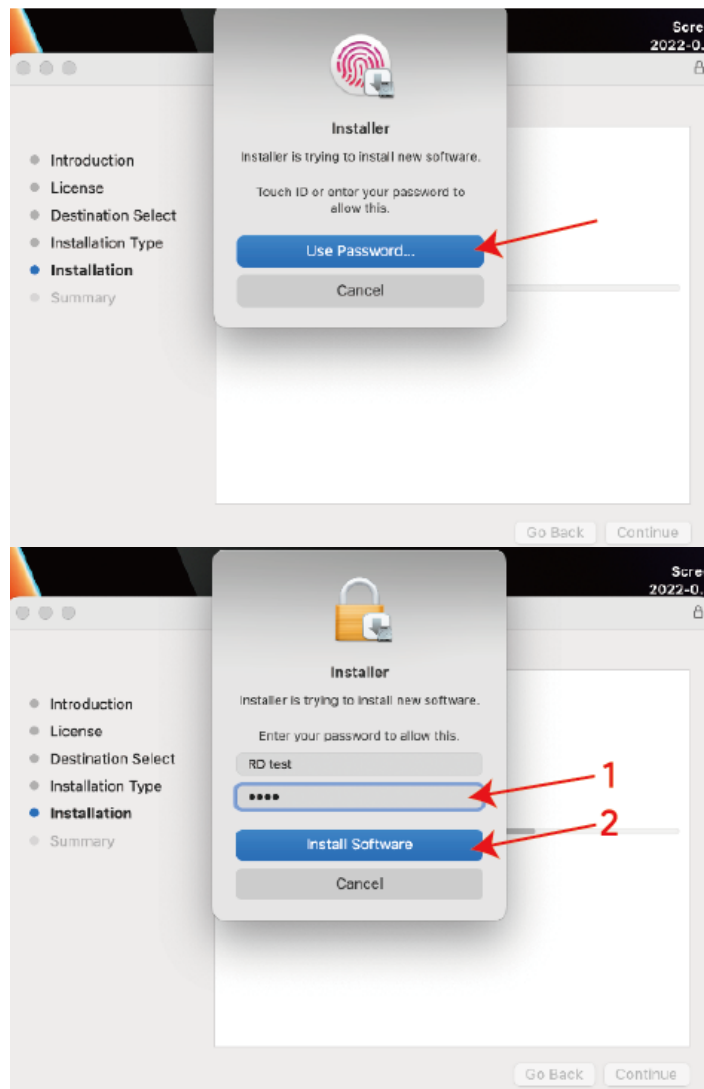 Scre
2022-0.
Installer
Installer is trying to install new software.
Touch ID or enter your password to
allow this.
Use Password...
Cancel
Introduction
License
Destination Select
Installation Type
Installation
Summary
Go Back
Continue
Scre
2022-0.
Installer
Installer is trying to install new software.
Enter your password to allow this.
RD test
••••
1
Install Software
2
Cancel
Introduction
License
Destination Select
Installation Type
Installation
Summary
Go Back
Continue